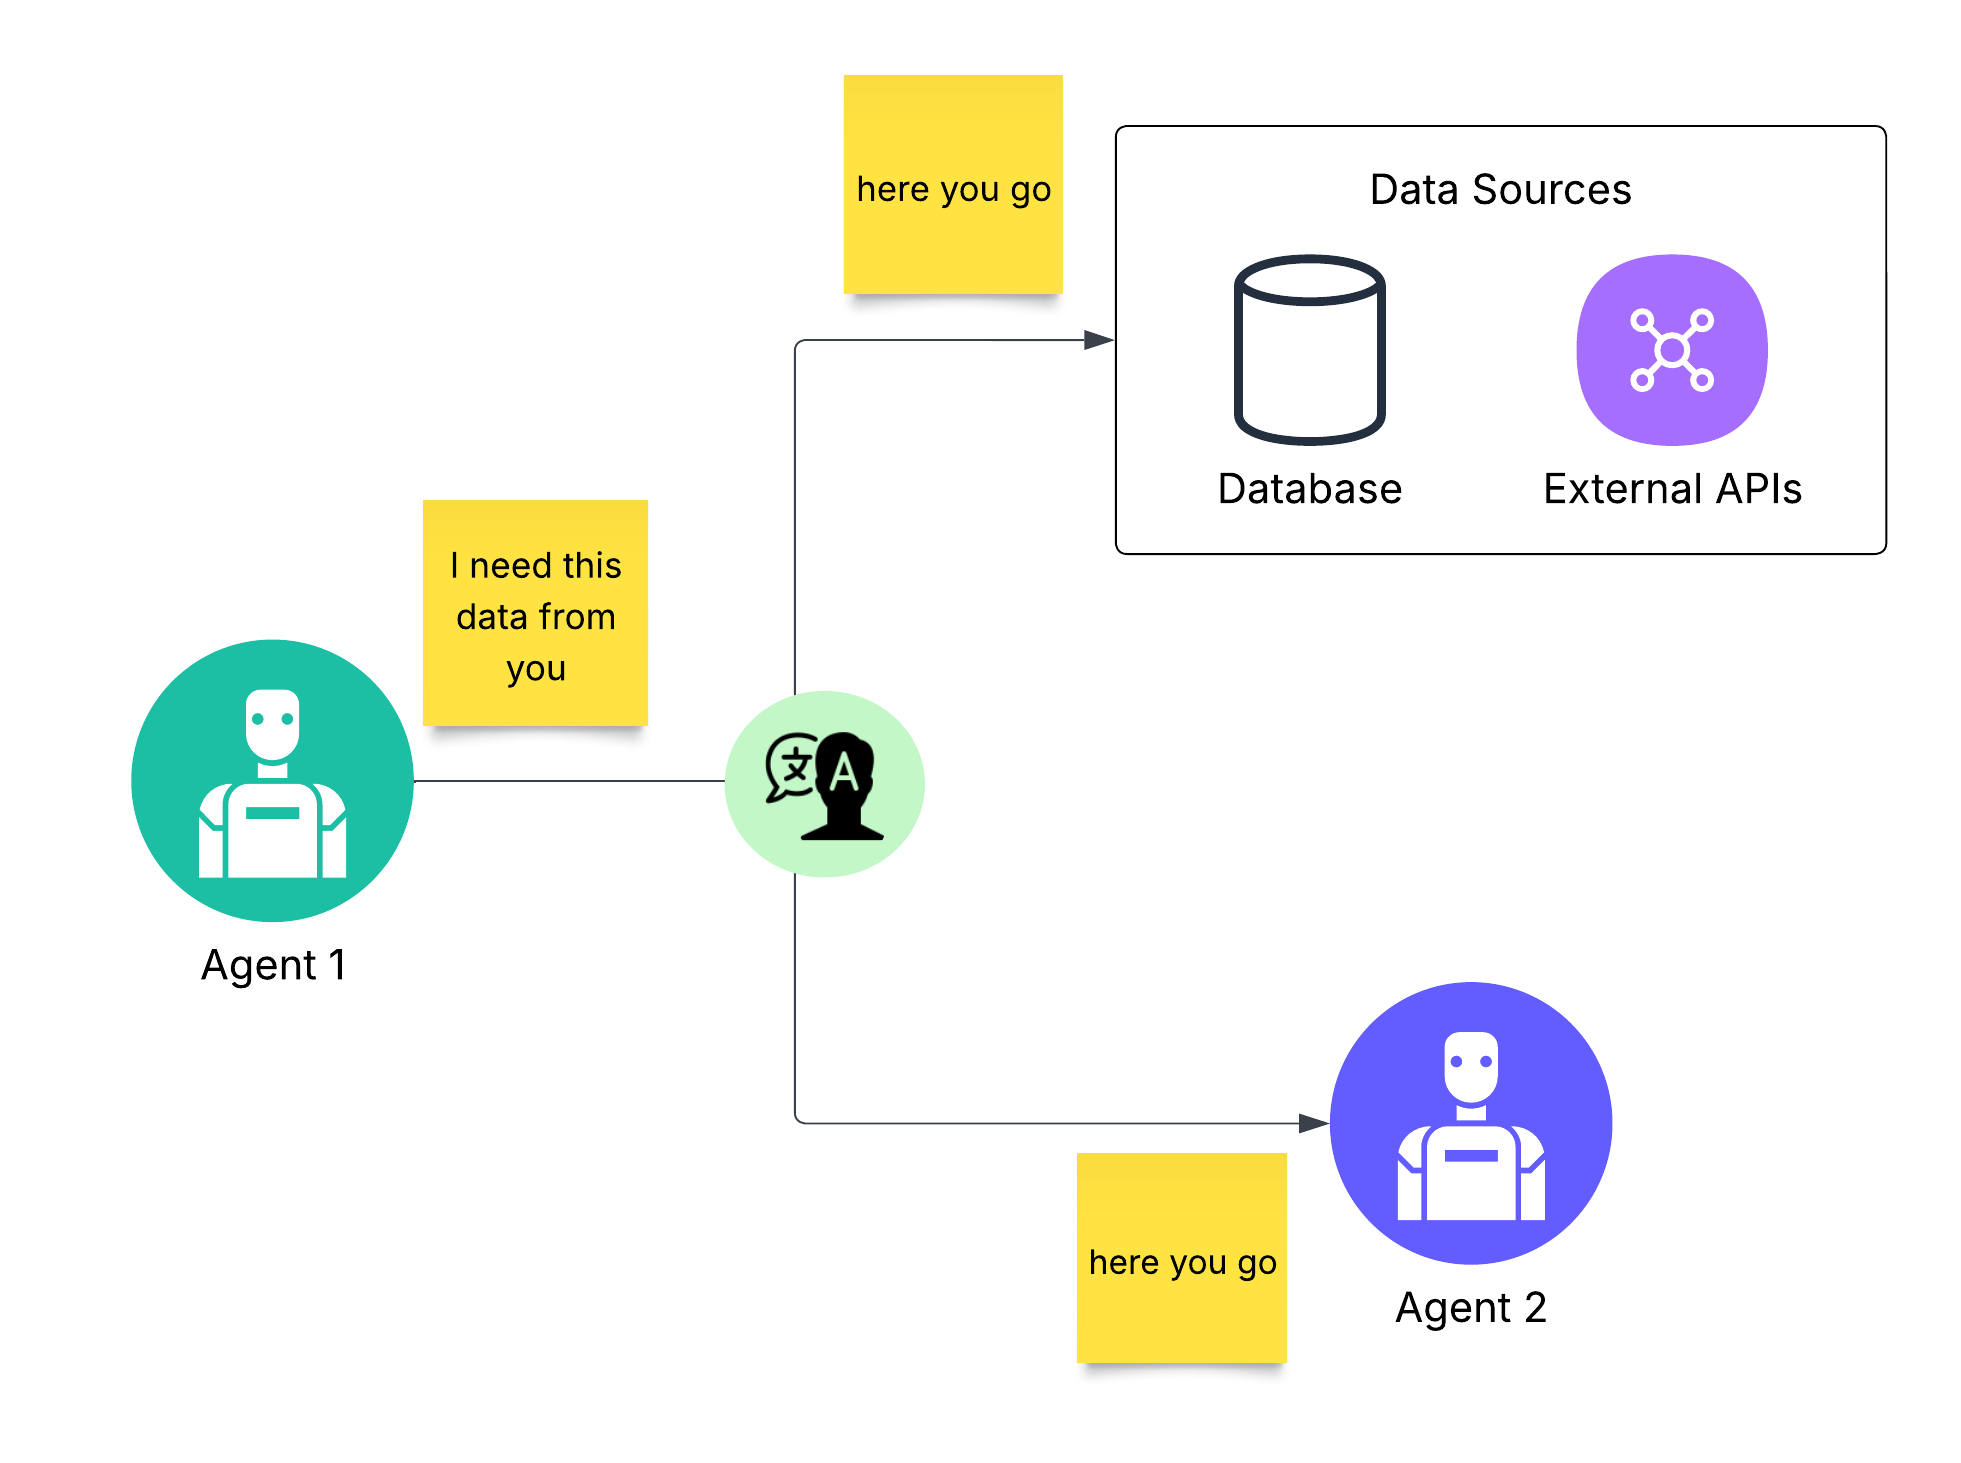 here you go
Data Sources
Database
External APIs
I need this
data from
you
文
A
Agent 1
here you go
Agent 2